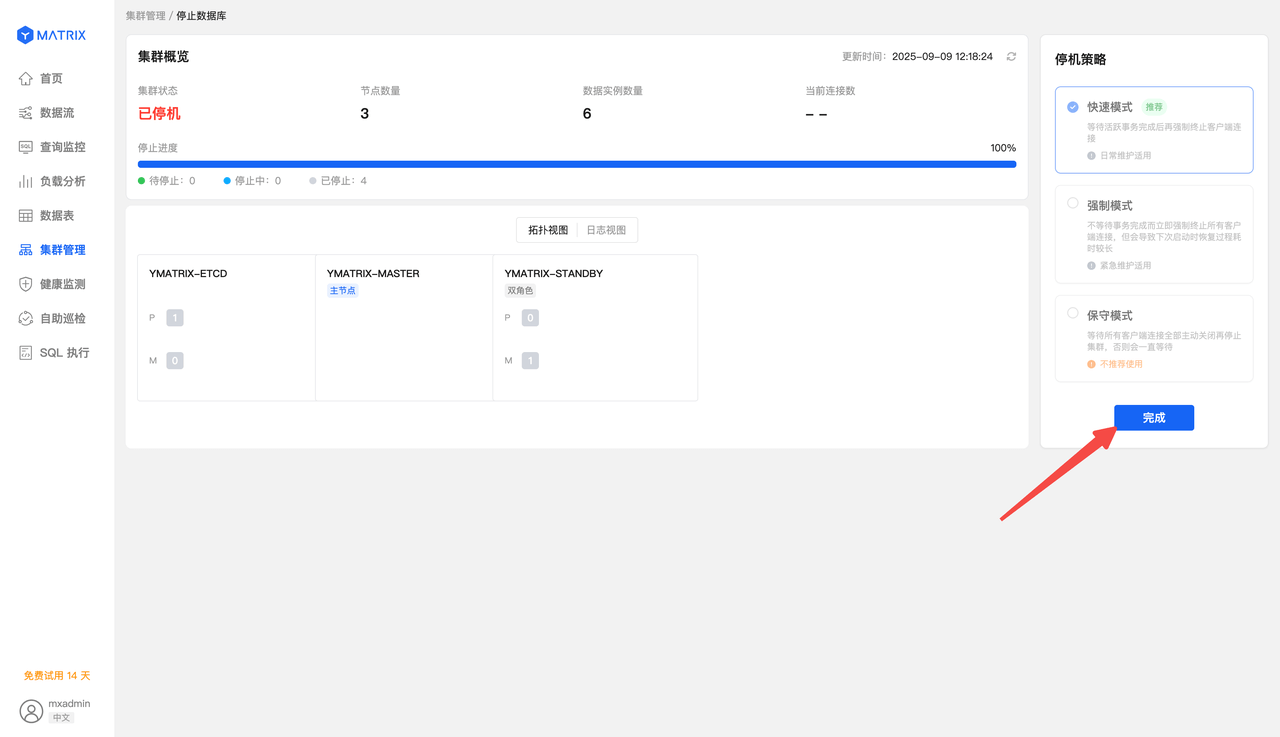 MATRIX
首页
数据流
查询监控
负载分析
数据表
集群管理
健康监测
自助巡检
SQL 执行
免费试用 14 天
mxadmin
中文
集群管理 / 停止数据库
集群概览
更新时间: 2025-09-09 12:18:24
集群状态
节点数量
数据实例数量
当前连接数
已停机
3
6
– –
停止进度
100%
待停止: 0
停止中: 0
已停止: 4
拓扑视图
日志视图
YMATRIX-ETCD
P 1
M 0
YMATRIX-MASTER
主节点
YMATRIX-STANDBY
双角色
P 0
M 1
停机策略
快速模式 推荐
等待活跃事务完成后再强制终止客户端连
接
日常维护适用
强制模式
不等待事务完成而立即强制终止所有客户
端连接，但会导致下次启动时恢复过程耗
时较长
紧急维护适用
保守模式
等待所有客户端连接全部主动关闭再停止
集群，否则会一直等待
不推荐使用
完成